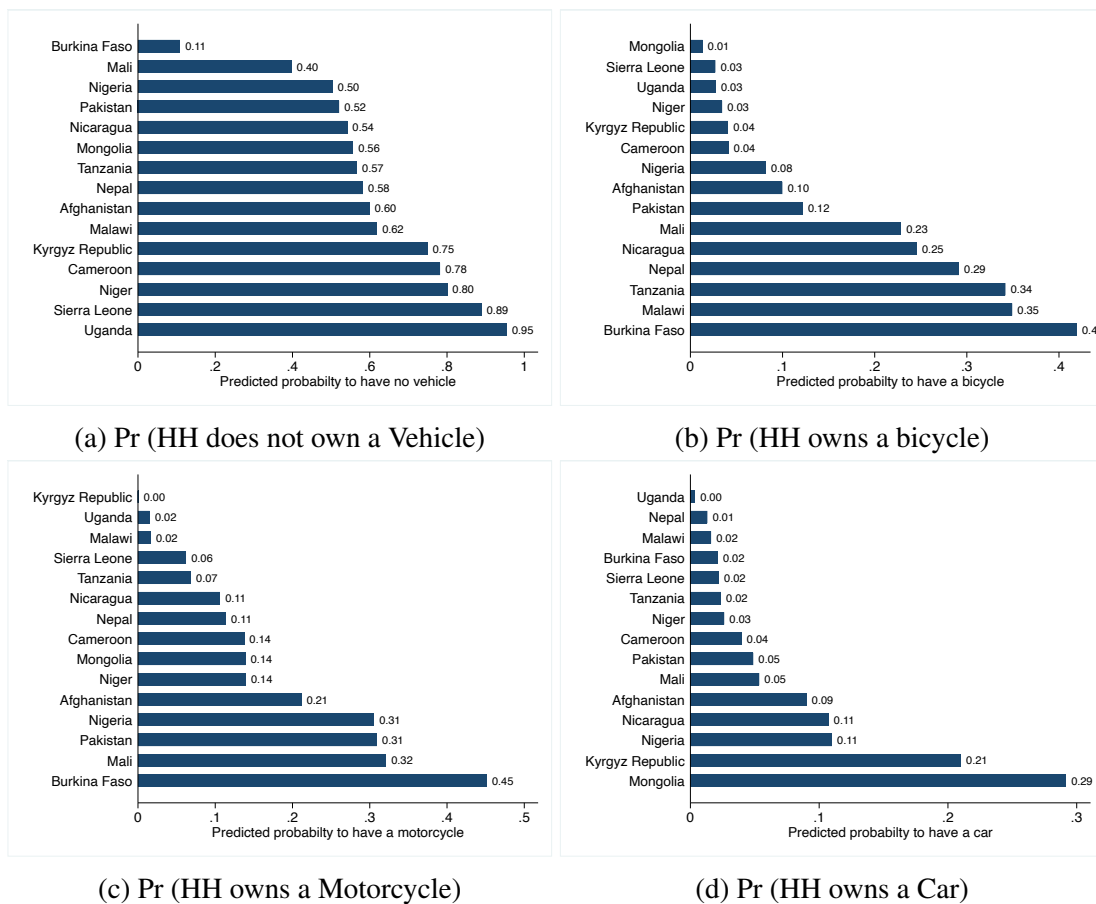 Burkina Faso 0.11
Mali 0.40
Nigeria 0.50
Pakistan 0.52
Nicaragua 0.54
Mongolia 0.56
Tanzania 0.57
Nepal 0.58
Afghanistan 0.60
Malawi 0.62
Kyrgyz Republic 0.75
Cameroon 0.78
Niger 0.80
Sierra Leone 0.89
Uganda 0.95
0 .2 .4 .6 .8 1
Predicted probabilty to have no vehicle
(a) Pr (HH does not own a Vehicle)
Mongolia 0.01
Sierra Leone 0.03
Uganda 0.03
Niger 0.03
Kyrgyz Republic 0.04
Cameroon 0.04
Nigeria 0.08
Afghanistan 0.10
Pakistan 0.12
Mali 0.23
Nicaragua 0.25
Nepal 0.29
Tanzania 0.34
Malawi 0.35
Burkina Faso 0.4
0 .1 .2 .3 .4
Predicted probabilty to have a bicycle
(b) Pr (HH owns a bicycle)
Kyrgyz Republic 0.00
Uganda 0.02
Malawi 0.02
Sierra Leone 0.06
Tanzania 0.07
Nicaragua 0.11
Nepal 0.11
Cameroon 0.14
Mongolia 0.14
Niger 0.14
Afghanistan 0.21
Nigeria 0.31
Pakistan 0.31
Mali 0.32
Burkina Faso 0.45
0 .1 .2 .3 .4 .5
Predicted probabilty to have a motorcycle
(c) Pr (HH owns a Motorcycle)
Uganda 0.00
Nepal 0.01
Malawi 0.02
Burkina Faso 0.02
Sierra Leone 0.02
Tanzania 0.02
Niger 0.03
Cameroon 0.04
Pakistan 0.05
Mali 0.05
Afghanistan 0.09
Nicaragua 0.11
Nigeria 0.11
Kyrgyz Republic 0.21
Mongolia 0.29
0 .1 .2 .3
Predicted probabilty to have a car
(d) Pr (HH owns a Car)